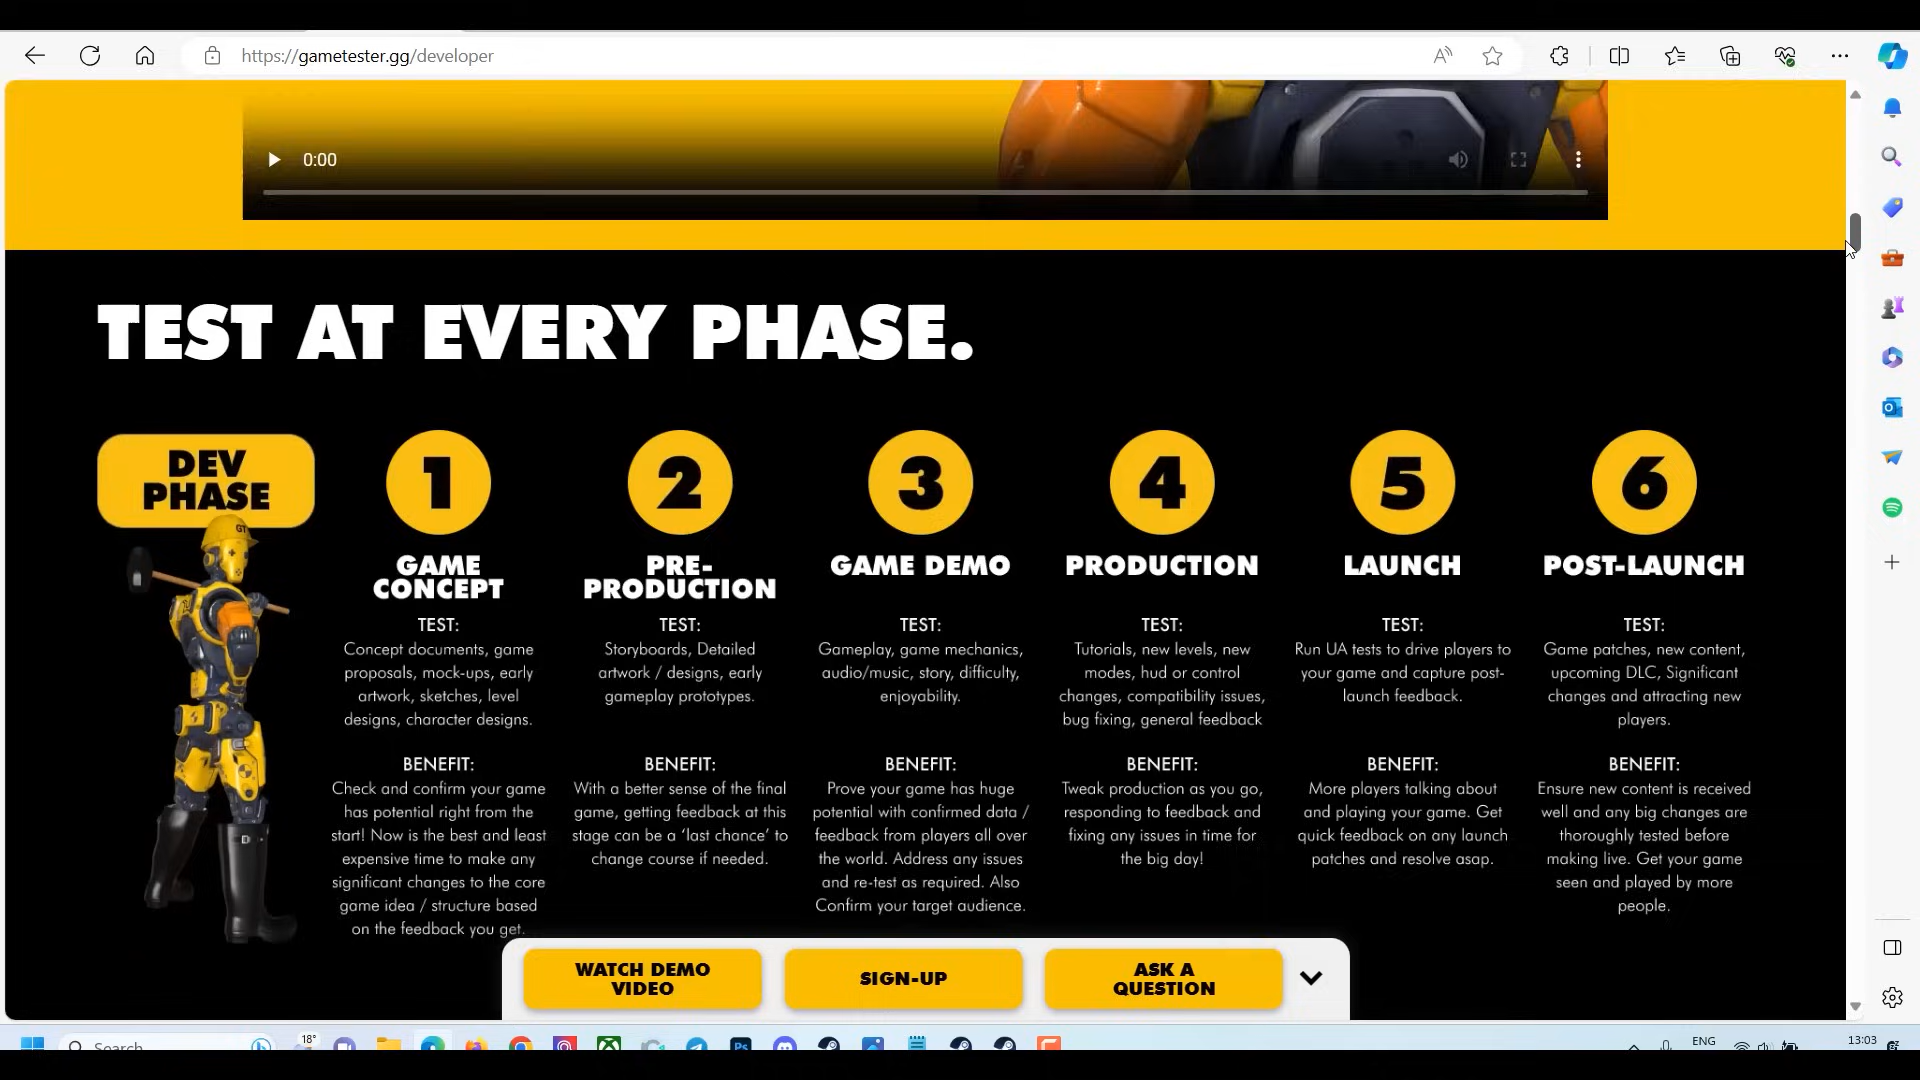 https://gametester.gg/developer
0:00
TEST AT EVERY PHASE.
DEV
PHASE
GT
1
GAME
CONCEPT
TEST:
Concept documents, game
proposals, mock-ups, early
artwork, sketches, level
designs, character designs.
BENEFIT:
Check and confirm your game
has potential right from the
start! Now is the best and least
expensive time to make any
significant changes to the core
game idea / structure based
on the feedback you get.
2
PRE-
PRODUCTION
TEST:
Storyboards, Detailed
artwork / designs, early
gameplay prototypes.
BENEFIT:
With a better sense of the final
game, getting feedback at this
stage can be a ‘last chance’ to
change course if needed.
3
GAME DEMO
TEST:
Gameplay, game mechanics,
audio/music, story, difficulty,
enjoyability.
BENEFIT:
Prove your game has huge
potential with confirmed data /
feedback from players all over
the world. Address any issues
and re-test as required. Also
Confirm your target audience.
4
PRODUCTION
TEST:
Tutorials, new levels, new
modes, hud or control
changes, compatibility issues,
bug fixing, general feedback
BENEFIT:
Tweak production as you go,
responding to feedback and
fixing any issues in time for
the big day!
5
LAUNCH
TEST:
Run UA tests to drive players to
your game and capture post-
launch feedback.
BENEFIT:
More players talking about
and playing your game. Get
quick feedback on any launch
patches and resolve asap.
6
POST-LAUNCH
TEST:
Game patches, new content,
upcoming DLC, Significant
changes and attracting new
players.
BENEFIT:
Ensure new content is received
well and any big changes are
thoroughly tested before
making live. Get your game
seen and played by more
people.
WATCH DEMO
VIDEO
SIGN-UP
ASK A
QUESTION
Search
18°
Ps
ENG
13:03